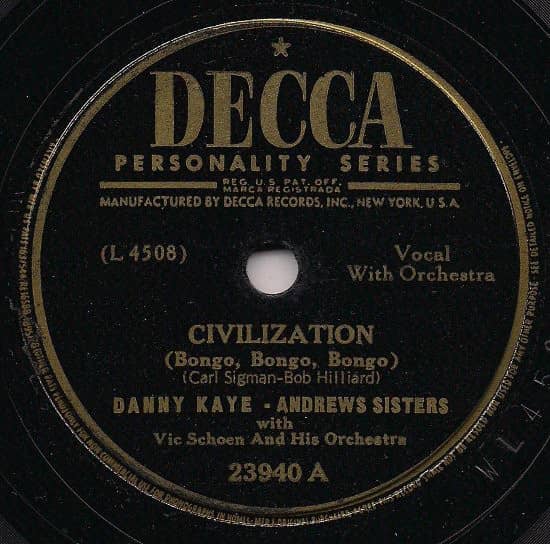 DECCA
PERSONALITY SERIES
REG. U.S. PAT. OFF.
MARCA REGISTRADA
MANUFACTURED BY DECCA RECORDS, INC., NEW YORK, U.S.A.
(L 4508)
Vocal
With Orchestra
CIVILIZATION
(Bongo, Bongo, Bongo)
(Carl Sigman-Bob Hilliard)
DANNY KAYE - ANDREWS SISTERS
with
Vic Schoen And His Orchestra
23940 A